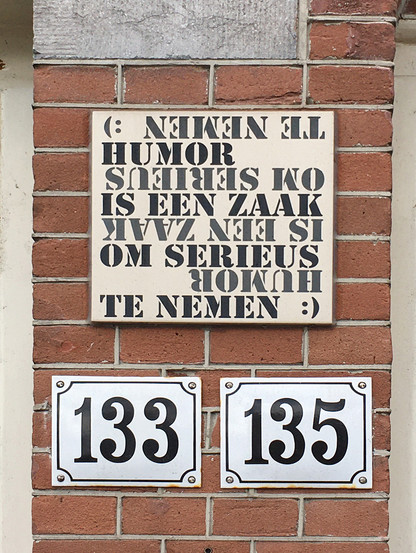 TE NEMEN :)
HUMOR
OM SERIEUS
IS EEN ZAAK
IS EEN ZAAK
OM SERIEUS
HUMOR
TE NEMEN :)
133 135